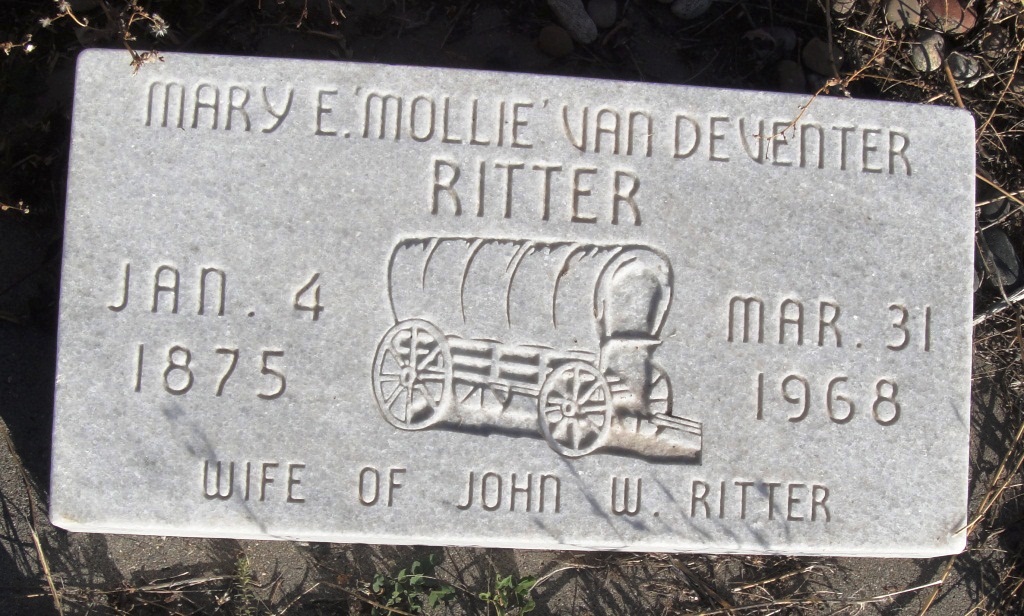 MARY E. 'MOLLIE' VAN DEVENTER
RITTER
JAN. 4
1875
MAR. 31
1968
WIFE OF JOHN W. RITTER